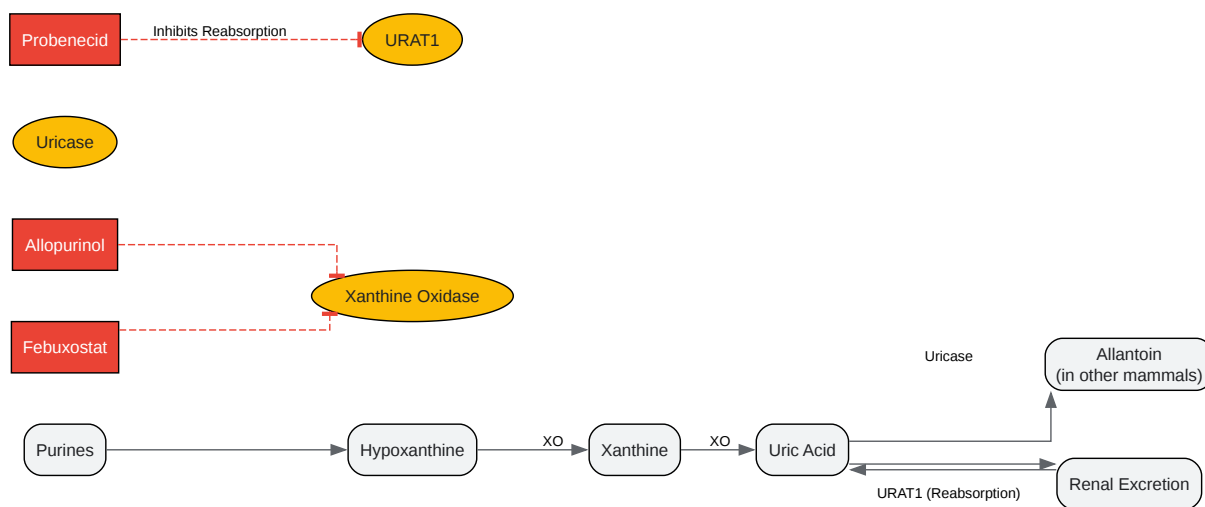 Probenecid
Inhibits Reabsorption
URAT1
Uricase
Allopurinol
Xanthine Oxidase
Febuxostat
Uricase
Allantoin
(in other mammals)
Purines
Hypoxanthine
XO
Xanthine
XO
Uric Acid
URAT1 (Reabsorption)
Renal Excretion